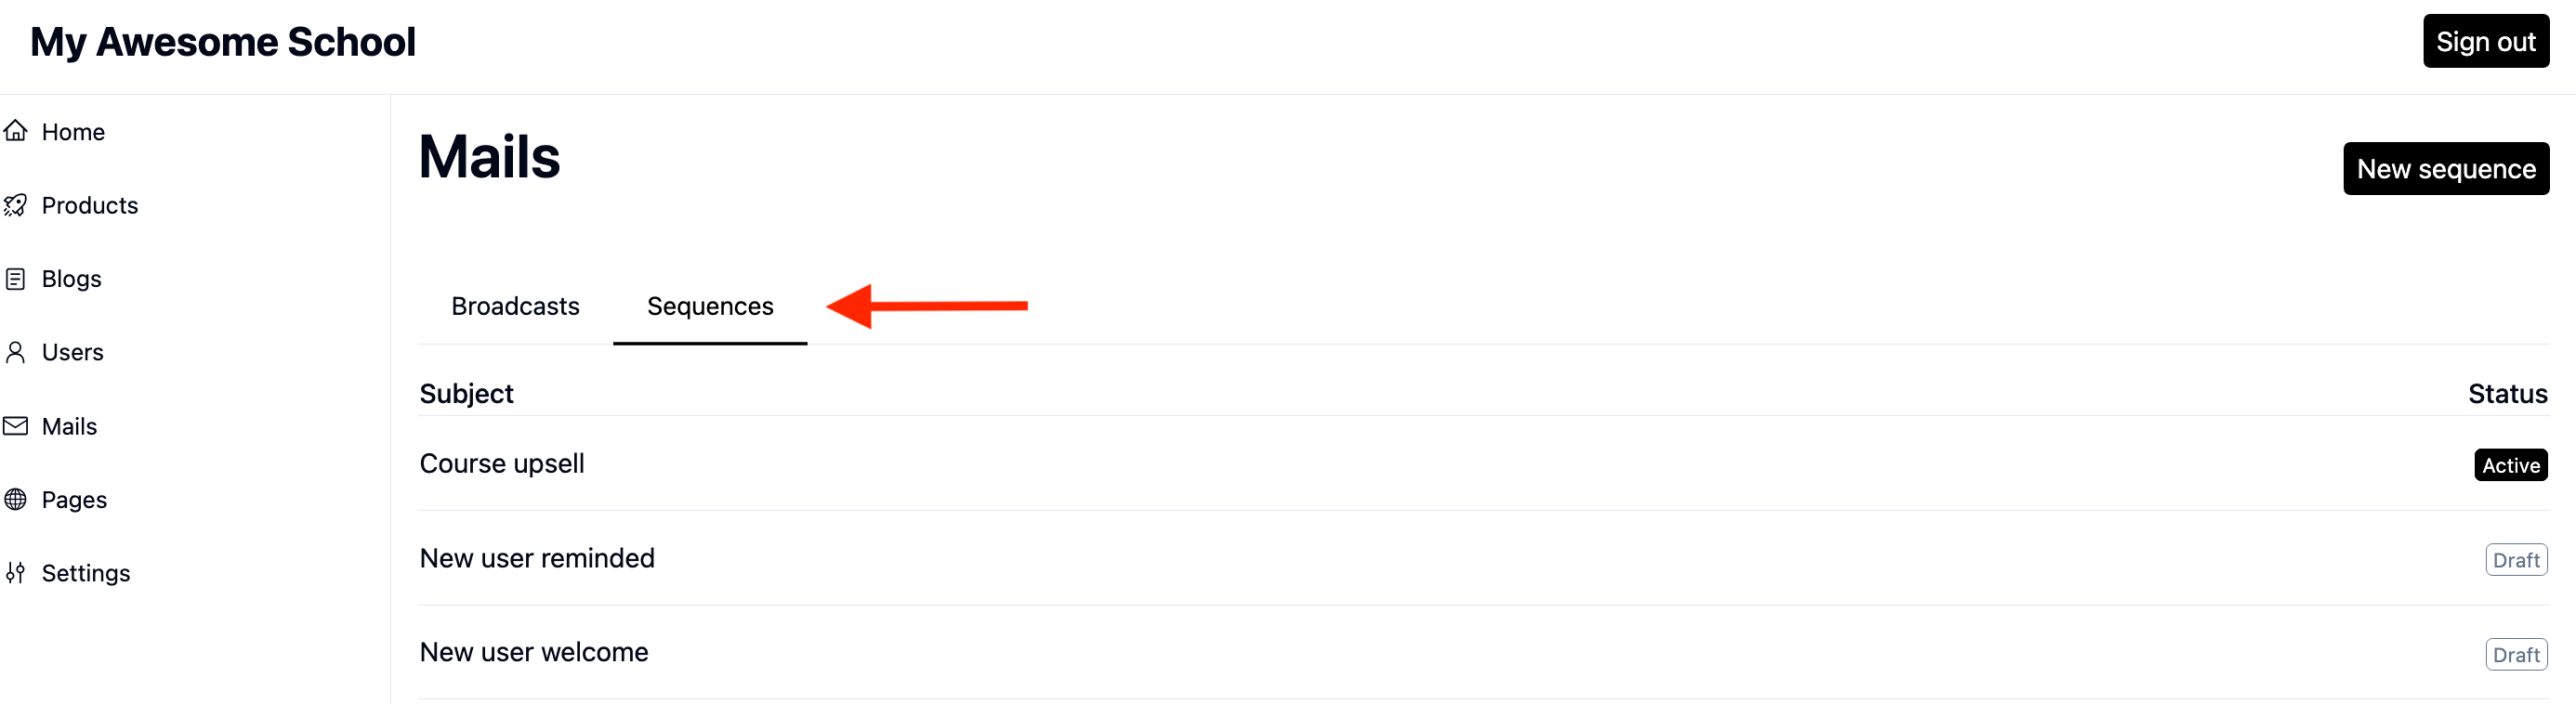 My Awesome School
Sign out
Home
Products
Blogs
Users
Mails
Pages
Settings
Mails
New sequence
Broadcasts Sequences
Subject Status
Course upsell Active
New user reminded Draft
New user welcome Draft